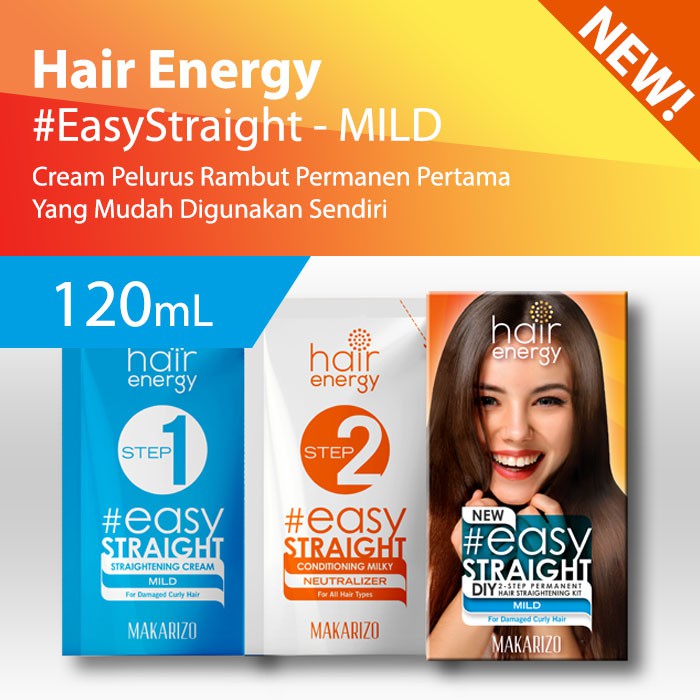 NEW!
Hair Energy
#EasyStraight - MILD
Cream Pelurus Rambut Permanen Pertama
Yang Mudah Digunakan Sendiri
120mL
hair
energy
STEP 1
#easy
STRAIGHT
STRAIGHTENING CREAM
MILD
For Damaged Curly Hair
MAKARIZO
hair
energy
STEP 2
#easy
STRAIGHT
CONDITIONING MILKY
NEUTRALIZER
For All Hair Types
MAKARIZO
hair
energy
NEW
#easy
STRAIGHT
DIY 2-STEP PERMANENT
HAIR STRAIGHTENING KIT
MILD
For Damaged Curly Hair
MAKARIZO